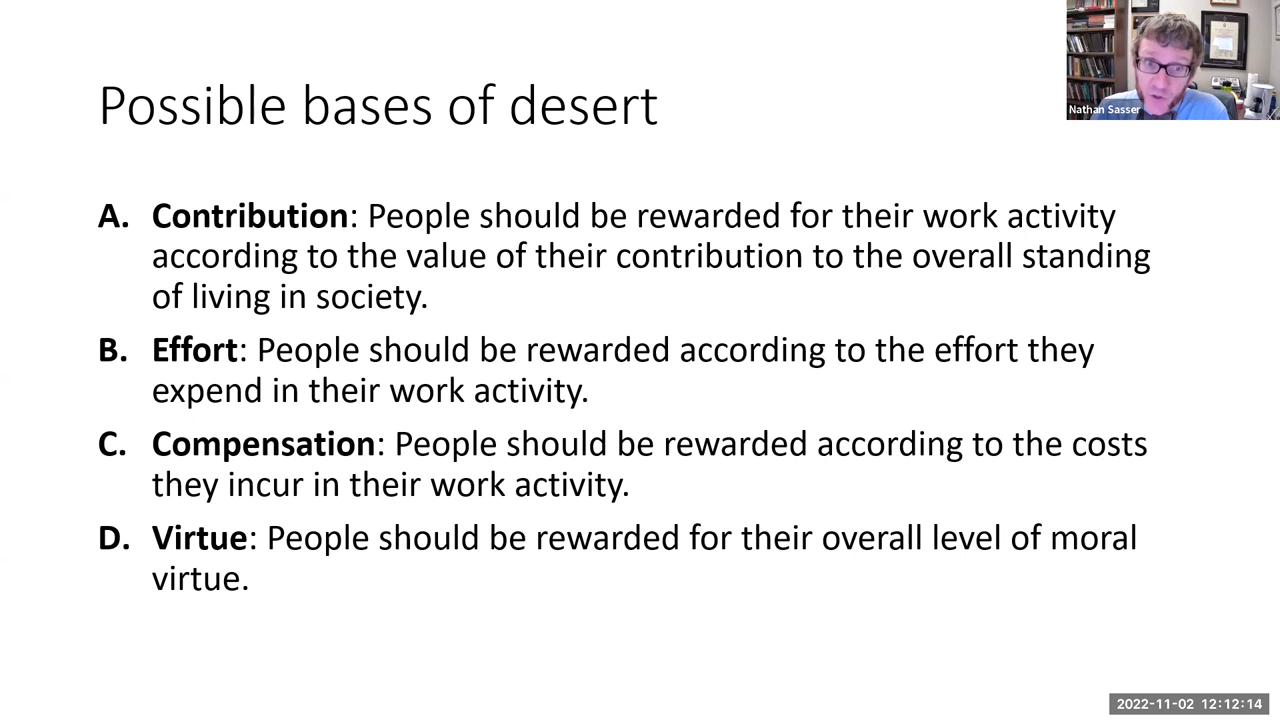 Possible bases of desert
Nathan Sasser
A. Contribution: People should be rewarded for their work activity
according to the value of their contribution to the overall standing
of living in society.
B. Effort: People should be rewarded according to the effort they
expend in their work activity.
C. Compensation: People should be rewarded according to the costs
they incur in their work activity.
D. Virtue: People should be rewarded for their overall level of moral
virtue.
2022-11-02 12:12:14